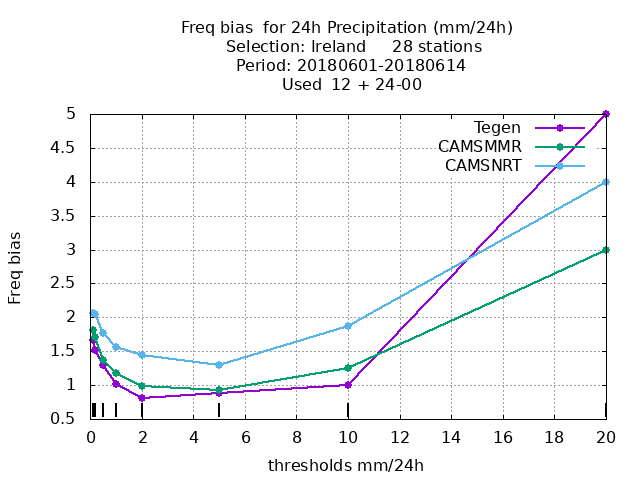 Freq bias  for 24h Precipitation (mm/24h)
Selection: Ireland     28 stations
Period: 20180601-20180614
Used  12 + 24-00
Freq bias
5
4.5
4
3.5
3
2.5
2
1.5
1
0.5
Tegen
CAMSMMR
CAMSNRT
0 2 4 6 8 10 12 14 16 18 20
thresholds mm/24h